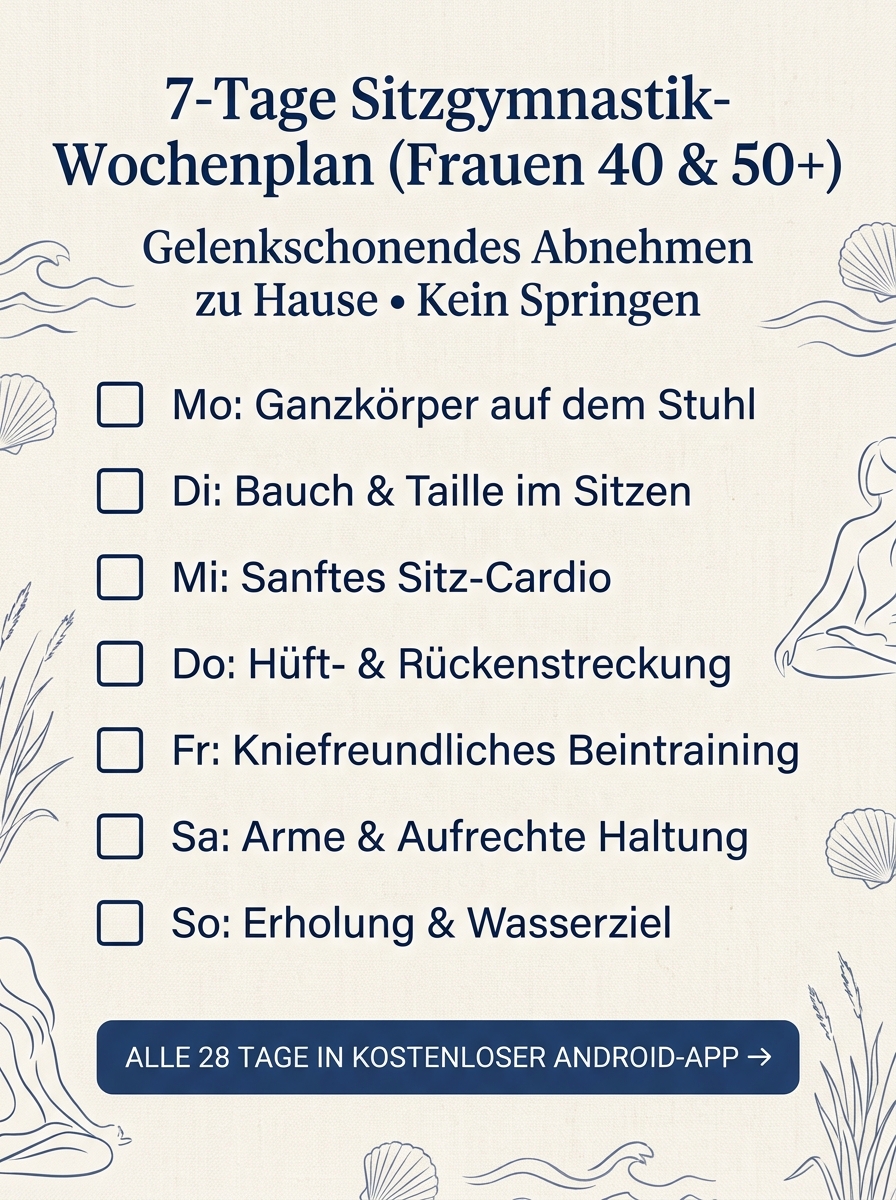 7-Tage Sitzgymnastik-
Wochenplan (Frauen 40 & 50+)
Gelenkschonendes Abnehmen
zu Hause • Kein Springen
Mo: Ganzkörper auf dem Stuhl
Di: Bauch & Taille im Sitzen
Mi: Sanftes Sitz-Cardio
Do: Hüft- & Rückenstreckung
Fr: Kniefreundliches Beintraining
Sa: Arme & Aufrechte Haltung
So: Erholung & Wasserziel
ALLE 28 TAGE IN KOSTENLOSER ANDROID-APP →